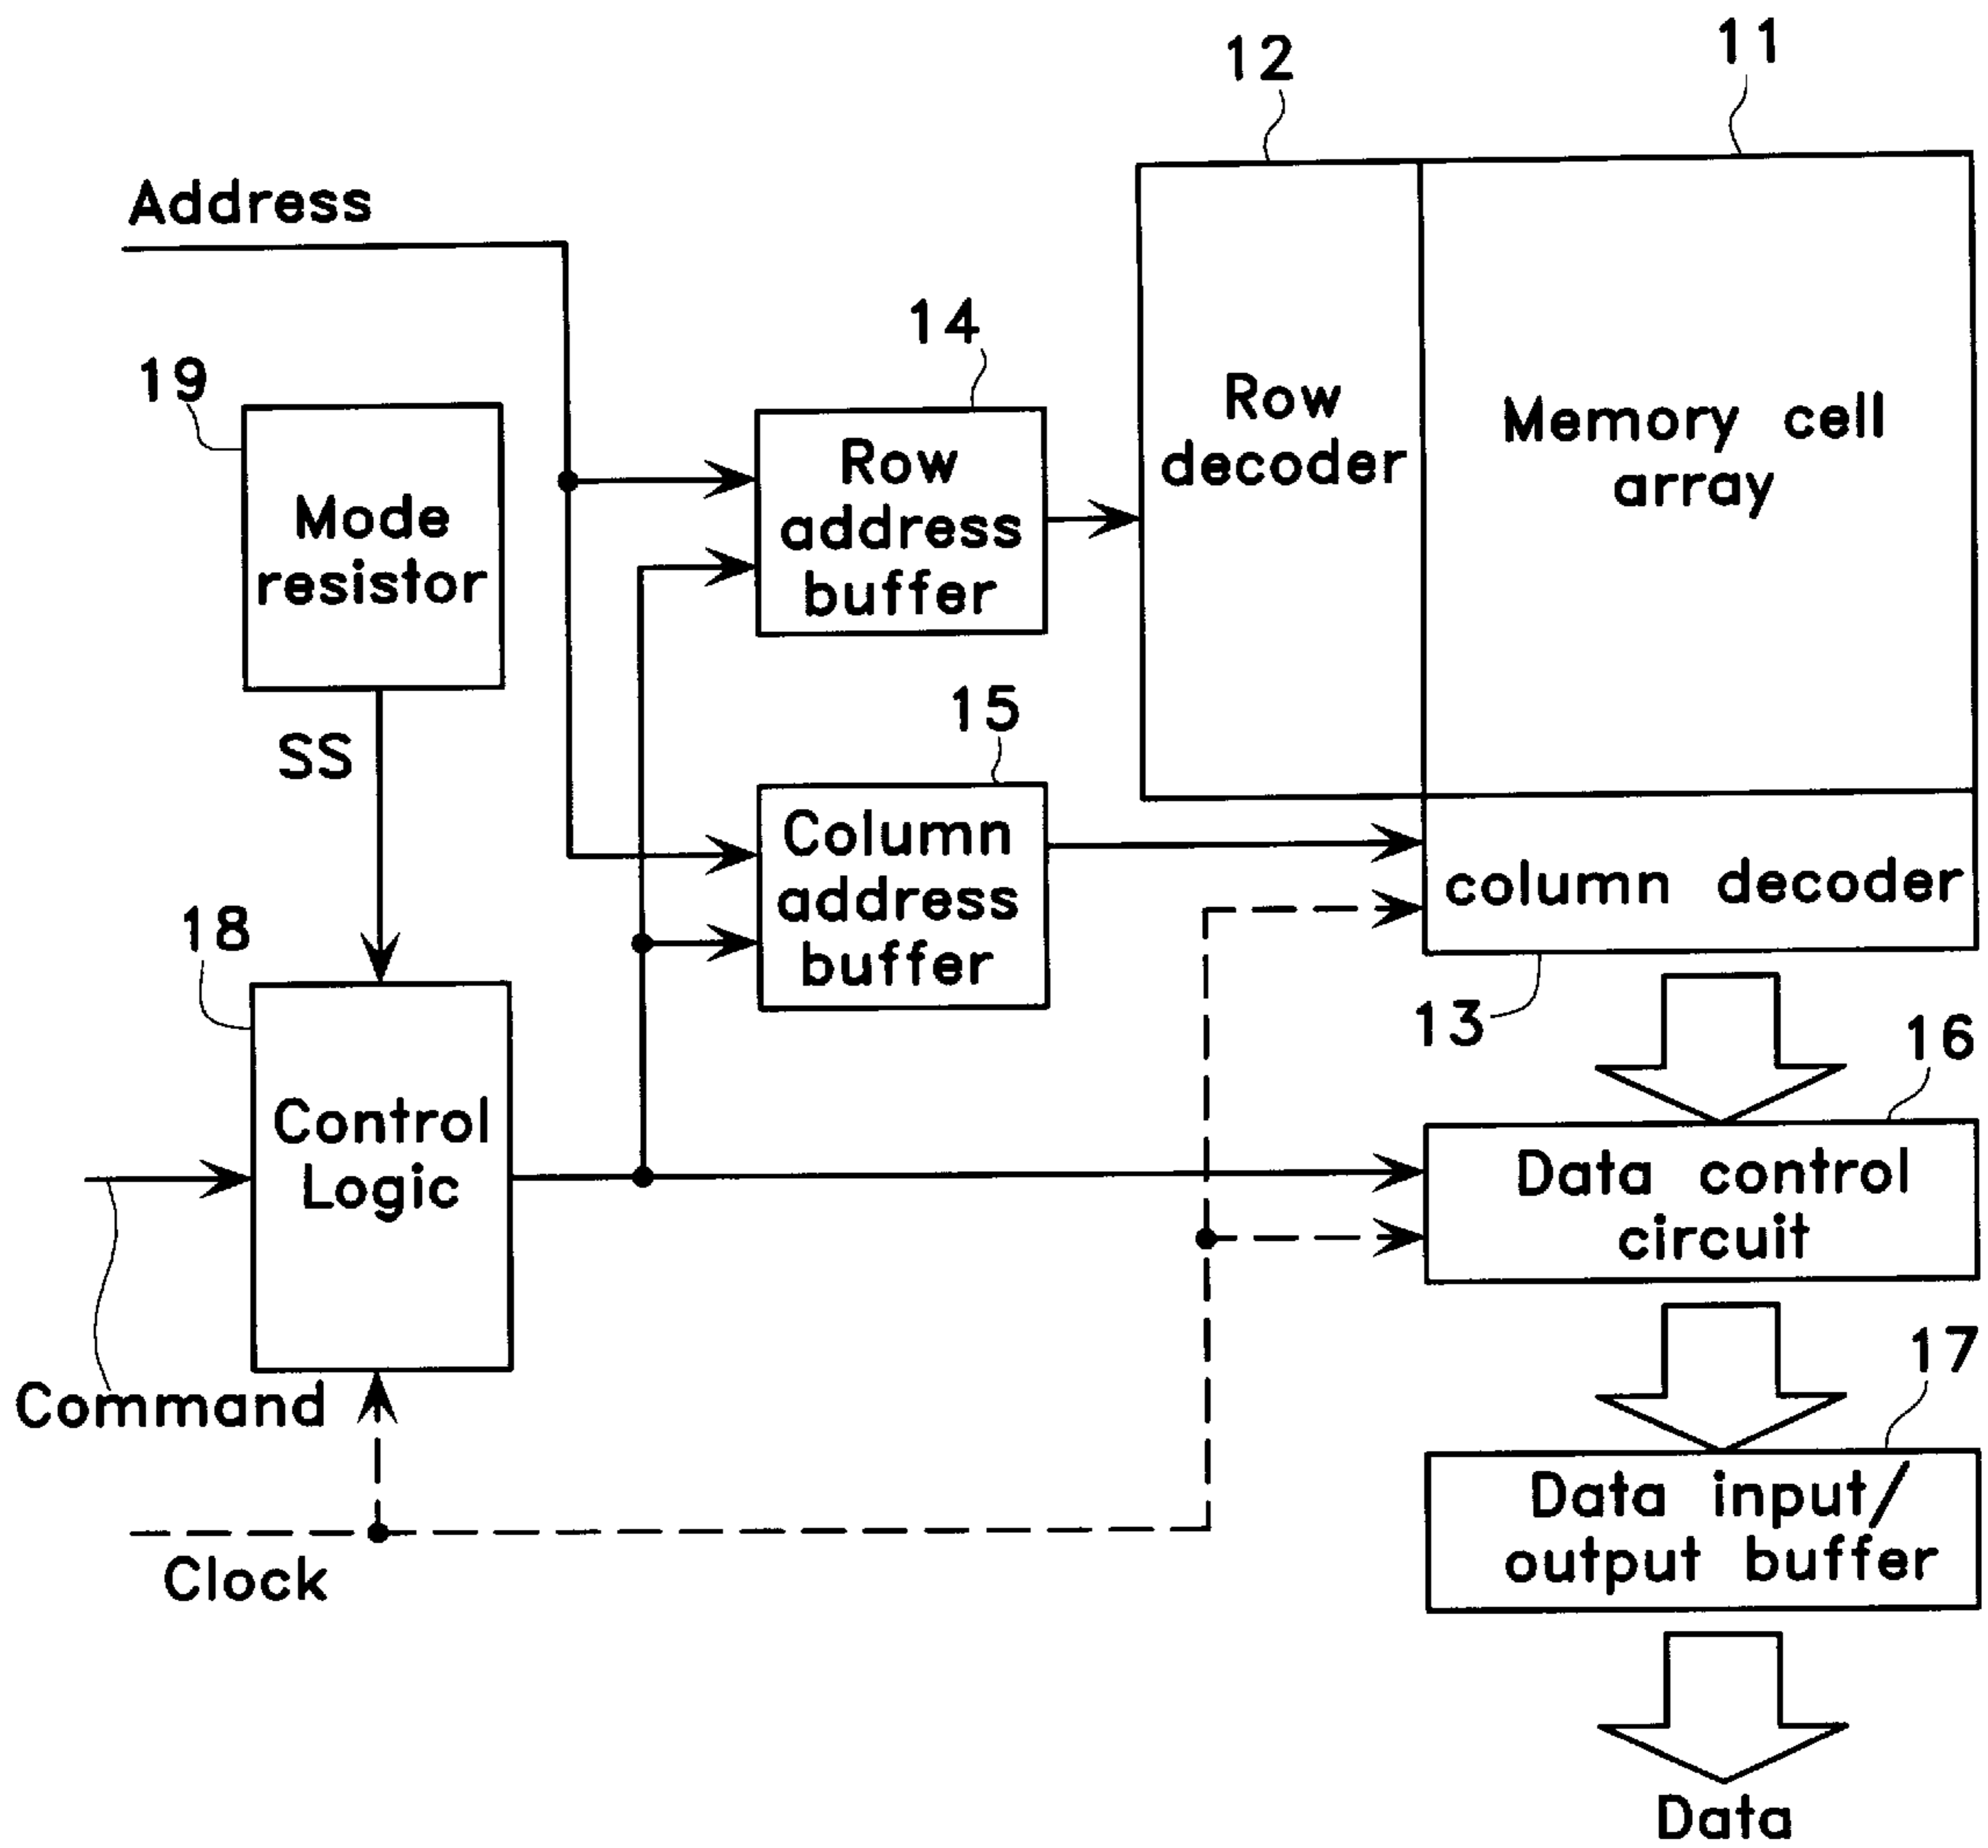 11
12
Address
14
19
Row
decoder
Memory cell
array
Row
address
buffer
Mode
resistor
15
SS
Column
address
buffer
column decoder
18
13
16
Control
Logic
Data control
circuit
17
Command
Data input/
output buffer
Clock
Data